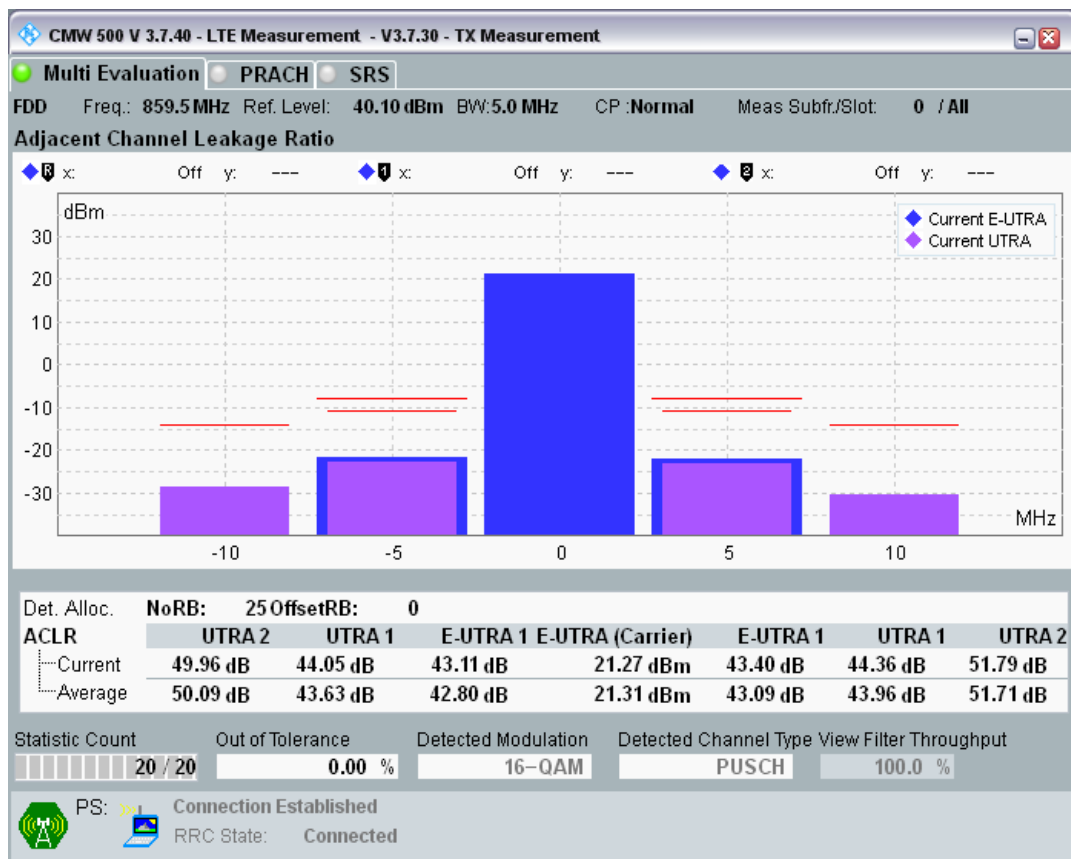 CMW 500 V 3.7.40 - LTE Measurement - V3.7.30 - TX Measurement
Multi Evaluation PRACH SRS
FDD Freq.: 859.5 MHz Ref. Level: 40.10 dBm BW:5.0 MHz CP :Normal Meas Subfr./Slot: 0 / All
Adjacent Channel Leakage Ratio
R x: Off y: --- 1 x: Off y: --- 2 x: Off y: ---
dBm
Current E-UTRA
Current UTRA
30
20
10
0
-10
-20
-30
MHz
-10 -5 0 5 10
Det. Alloc. NoRB: 25 OffsetRB: 0
ACLR UTRA 2 UTRA 1 E-UTRA 1 E-UTRA (Carrier) E-UTRA 1 UTRA 1 UTRA 2
Current 49.96 dB 44.05 dB 43.11 dB 21.27 dBm 43.40 dB 44.36 dB 51.79 dB
Average 50.09 dB 43.63 dB 42.80 dB 21.31 dBm 43.09 dB 43.96 dB 51.71 dB
Statistic Count Out of Tolerance Detected Modulation Detected Channel Type View Filter Throughput
20 / 20 0.00 % 16-QAM PUSCH 100.0 %
PS: Connection Established
RRC State: Connected